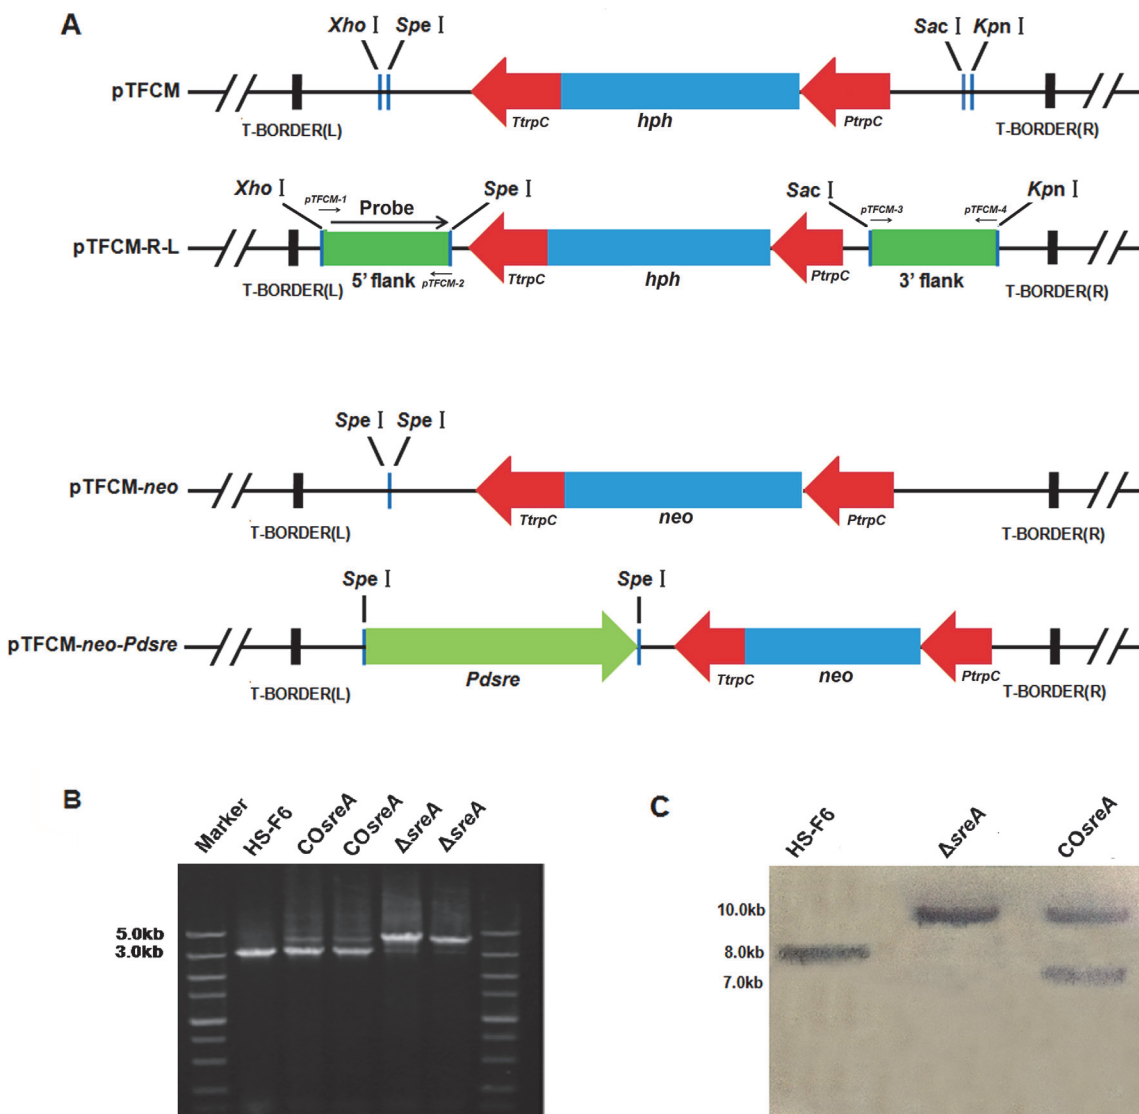 A
Xho I Spe I Sac I Kpn I
pTFCM
T-BORDER(L) TtrpC hph PtrpC T-BORDER(R)
Xho I pTFCM-1 Probe Spe I Sac I pTFCM-3 pTFCM-4 Kpn I
pTFCM-R-L
T-BORDER(L) 5' flank pTFCM-2 TtrpC hph PtrpC 3' flank T-BORDER(R)
Spe I Spe I
pTFCM-neo
T-BORDER(L) TtrpC neo PtrpC T-BORDER(R)
Spe I Spe I
pTFCM-neo-Pdsre
T-BORDER(L) Pdsre TtrpC neo PtrpC T-BORDER(R)
B
Marker HS-F6 COsreA COsreA ΔsreA ΔsreA
5.0kb
3.0kb
C
HS-F6 ΔsreA COsreA
10.0kb
8.0kb
7.0kb